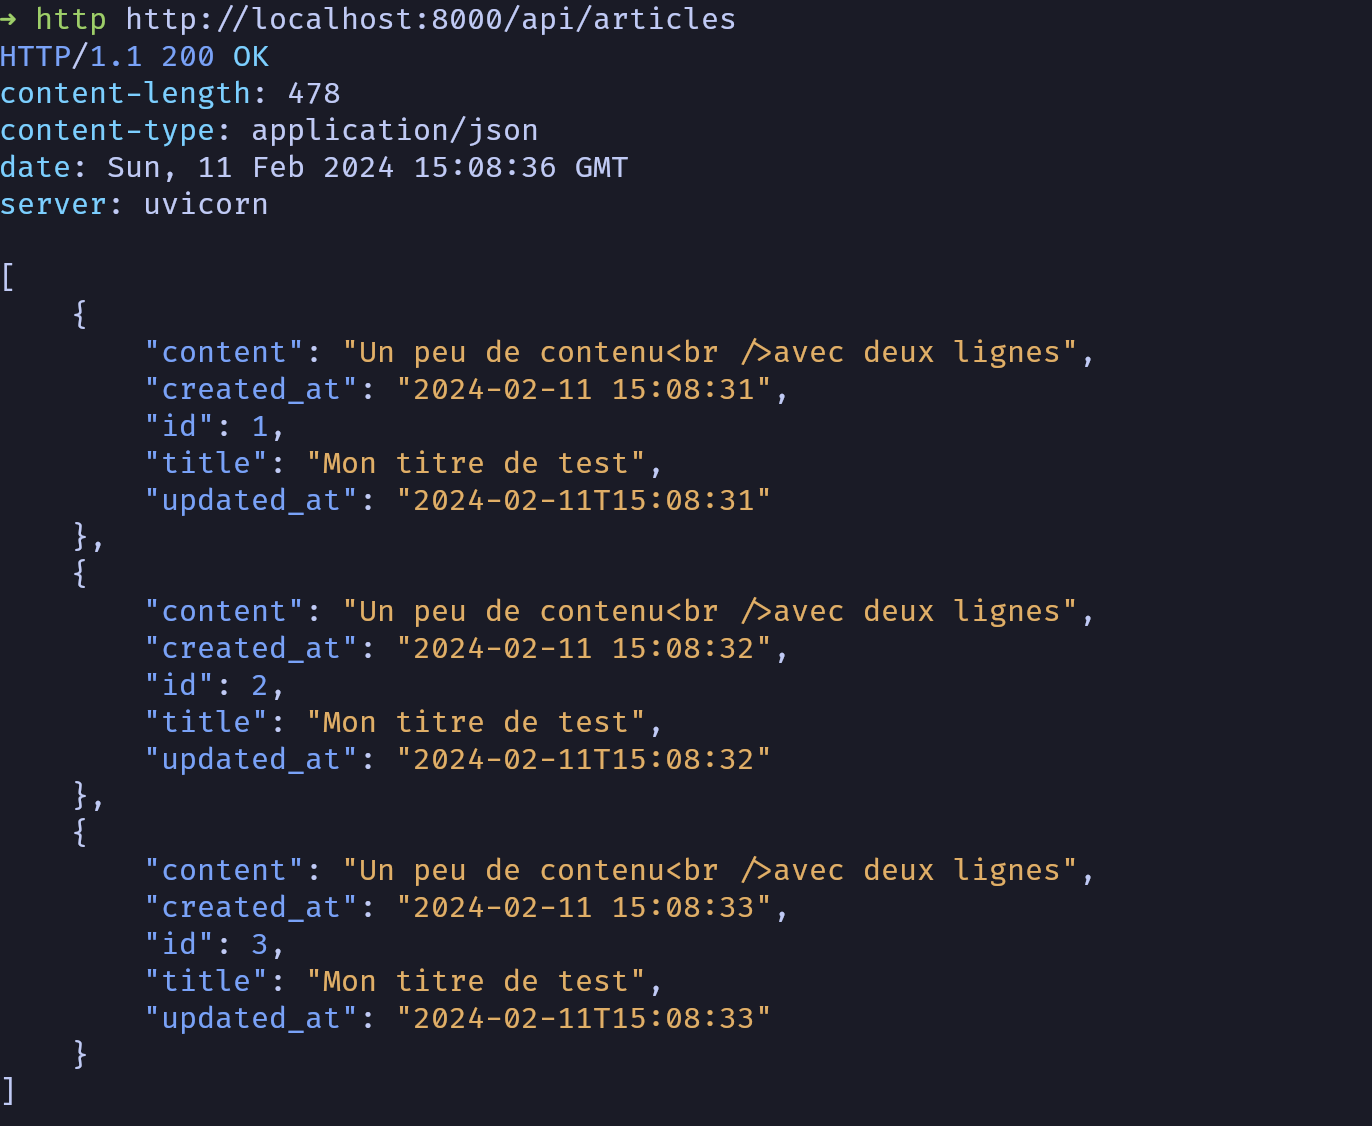 ➜ http http://localhost:8000/api/articles
HTTP/1.1 200 OK
content-length: 478
content-type: application/json
date: Sun, 11 Feb 2024 15:08:36 GMT
server: uvicorn

[
    {
        "content": "Un peu de contenu<br />avec deux lignes",
        "created_at": "2024-02-11 15:08:31",
        "id": 1,
        "title": "Mon titre de test",
        "updated_at": "2024-02-11T15:08:31"
    },
    {
        "content": "Un peu de contenu<br />avec deux lignes",
        "created_at": "2024-02-11 15:08:32",
        "id": 2,
        "title": "Mon titre de test",
        "updated_at": "2024-02-11T15:08:32"
    },
    {
        "content": "Un peu de contenu<br />avec deux lignes",
        "created_at": "2024-02-11 15:08:33",
        "id": 3,
        "title": "Mon titre de test",
        "updated_at": "2024-02-11T15:08:33"
    }
]